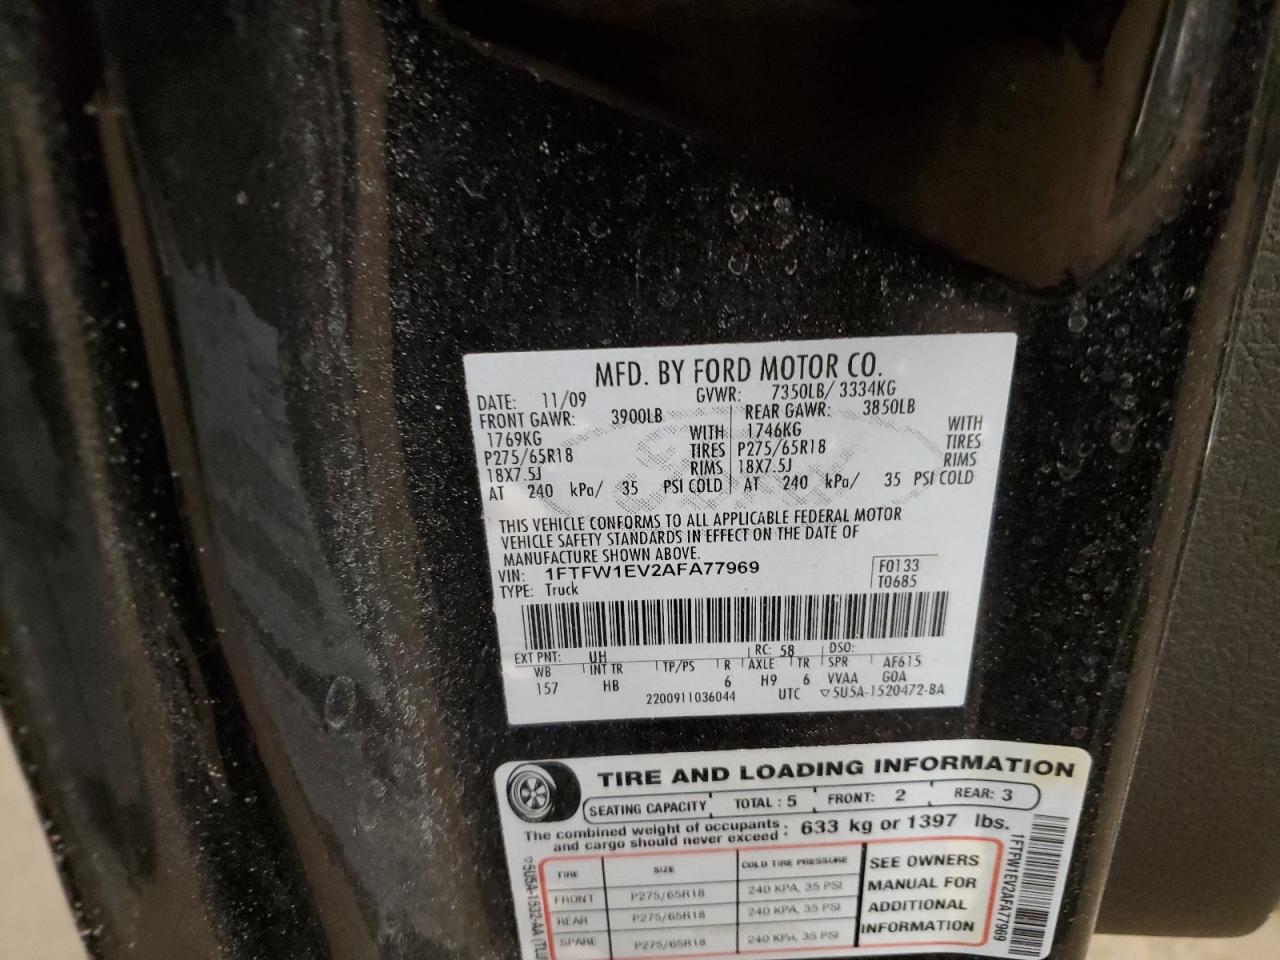 MFD. BY FORD MOTOR CO.
DATE: 11/09 GVWR: 7350LB/ 3334KG
FRONT GAWR: 3900LB REAR GAWR: 3850LB
1769KG WITH 1746KG WITH
P275/65R18 TIRES P275/65R18 TIRES
18X7.5J RIMS 18X7.5J RIMS
AT 240 kPa/ 35 PSI COLD AT 240 kPa/ 35 PSI COLD
THIS VEHICLE CONFORMS TO ALL APPLICABLE FEDERAL MOTOR
VEHICLE SAFETY STANDARDS IN EFFECT ON THE DATE OF
MANUFACTURE SHOWN ABOVE.
VIN: 1FTFW1EV2AFA77969 F0133
TYPE: Truck T0685
EXT PNT: UH RC: 58 DSO:
WB INT TR TP/PS R AXLE TR SPR AF615
157 HB 6 H9 6 VVAA GOA
2200911036044 UTC ▽5U5A-1520472-BA
TIRE AND LOADING INFORMATION
SEATING CAPACITY TOTAL : 5 FRONT: 2 REAR: 3
The combined weight of occupants and cargo should never exceed : 633 kg or 1397 lbs.
TIRE SIZE COLD TIRE PRESSURE
FRONT P275/65R18 240 KPA, 35 PSI
REAR P275/65R18 240 KPA, 35 PSI
SPARE P275/65R18 240 KPA, 35 PSI
SEE OWNERS
MANUAL FOR
ADDITIONAL
INFORMATION
▽5U5A-1532-AA
1FTFW1EV2AFA77969